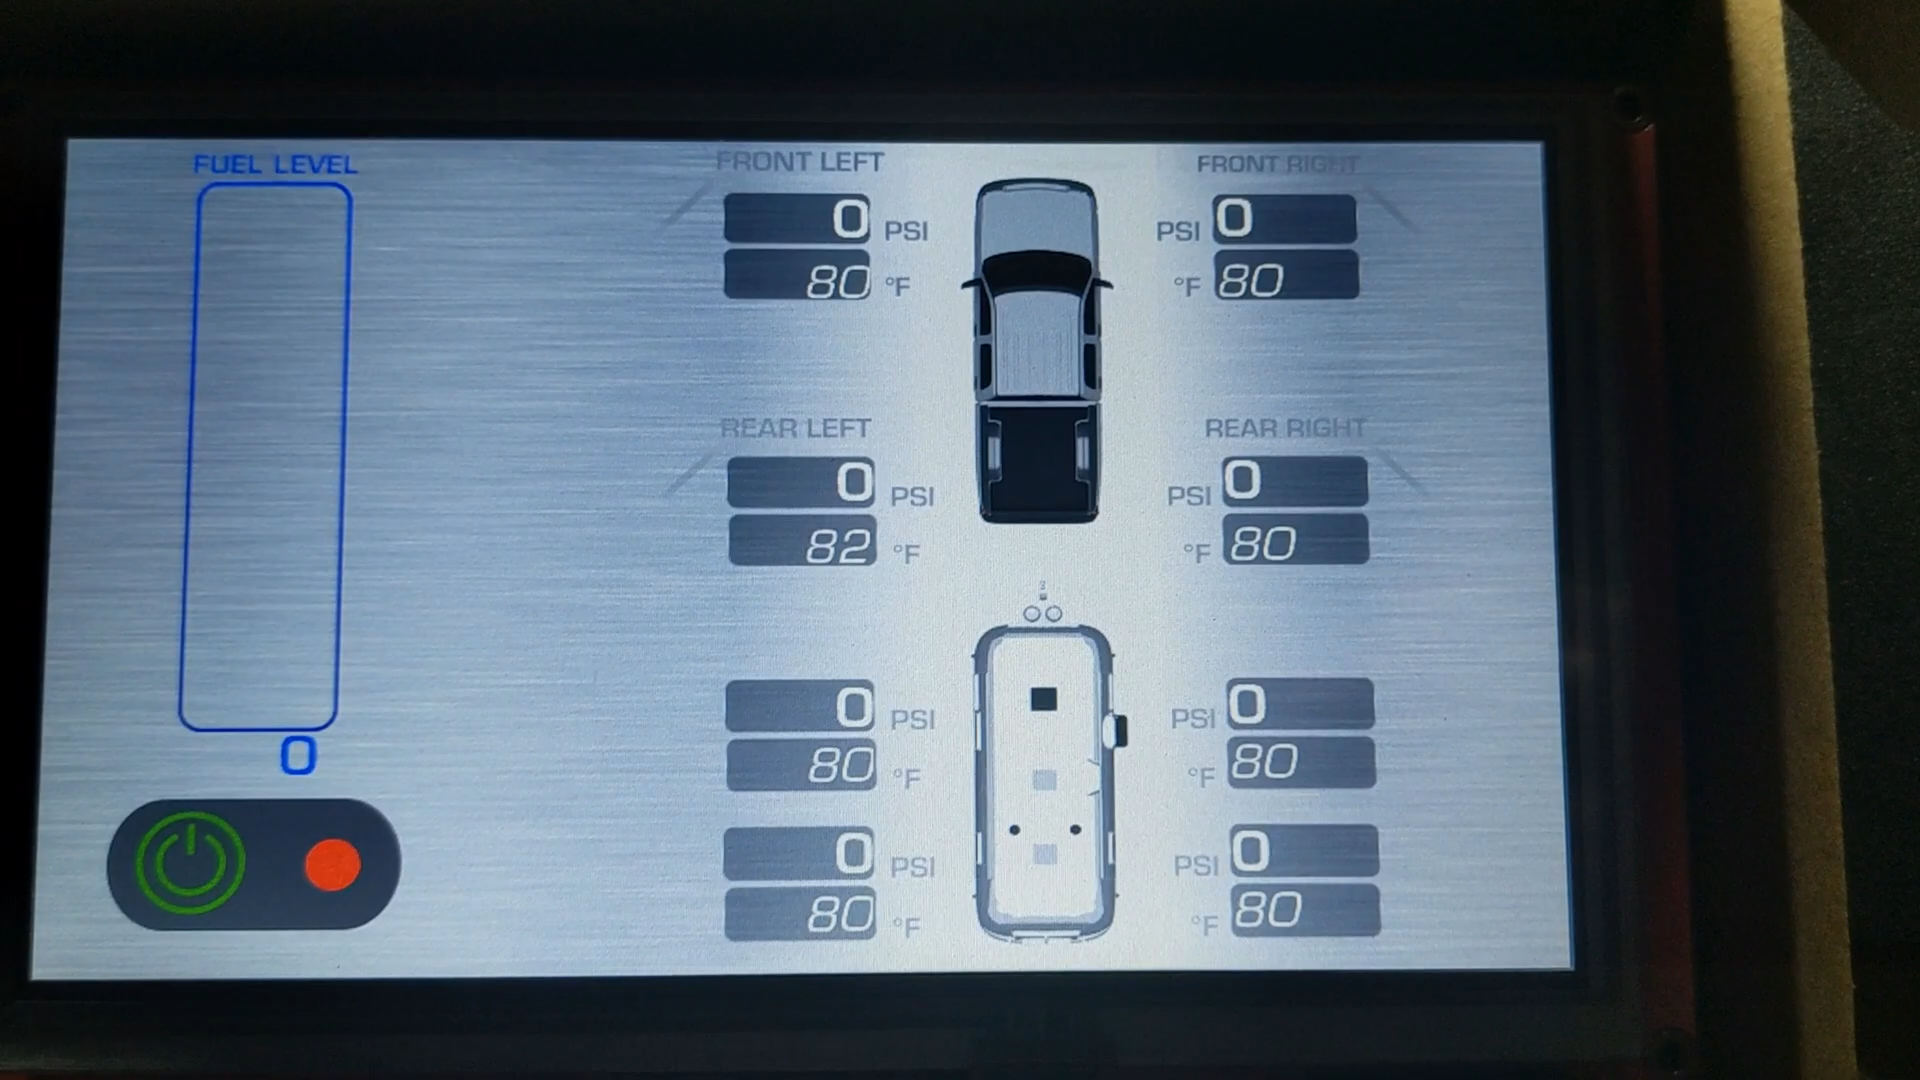 FUEL LEVEL
0
FRONT LEFT
0 PSI
80 °F
FRONT RIGHT
PSI 0
°F 80
REAR LEFT
0 PSI
82 °F
REAR RIGHT
PSI 0
°F 80
0 PSI
80 °F
PSI 0
°F 80
0 PSI
80 °F
PSI 0
°F 80